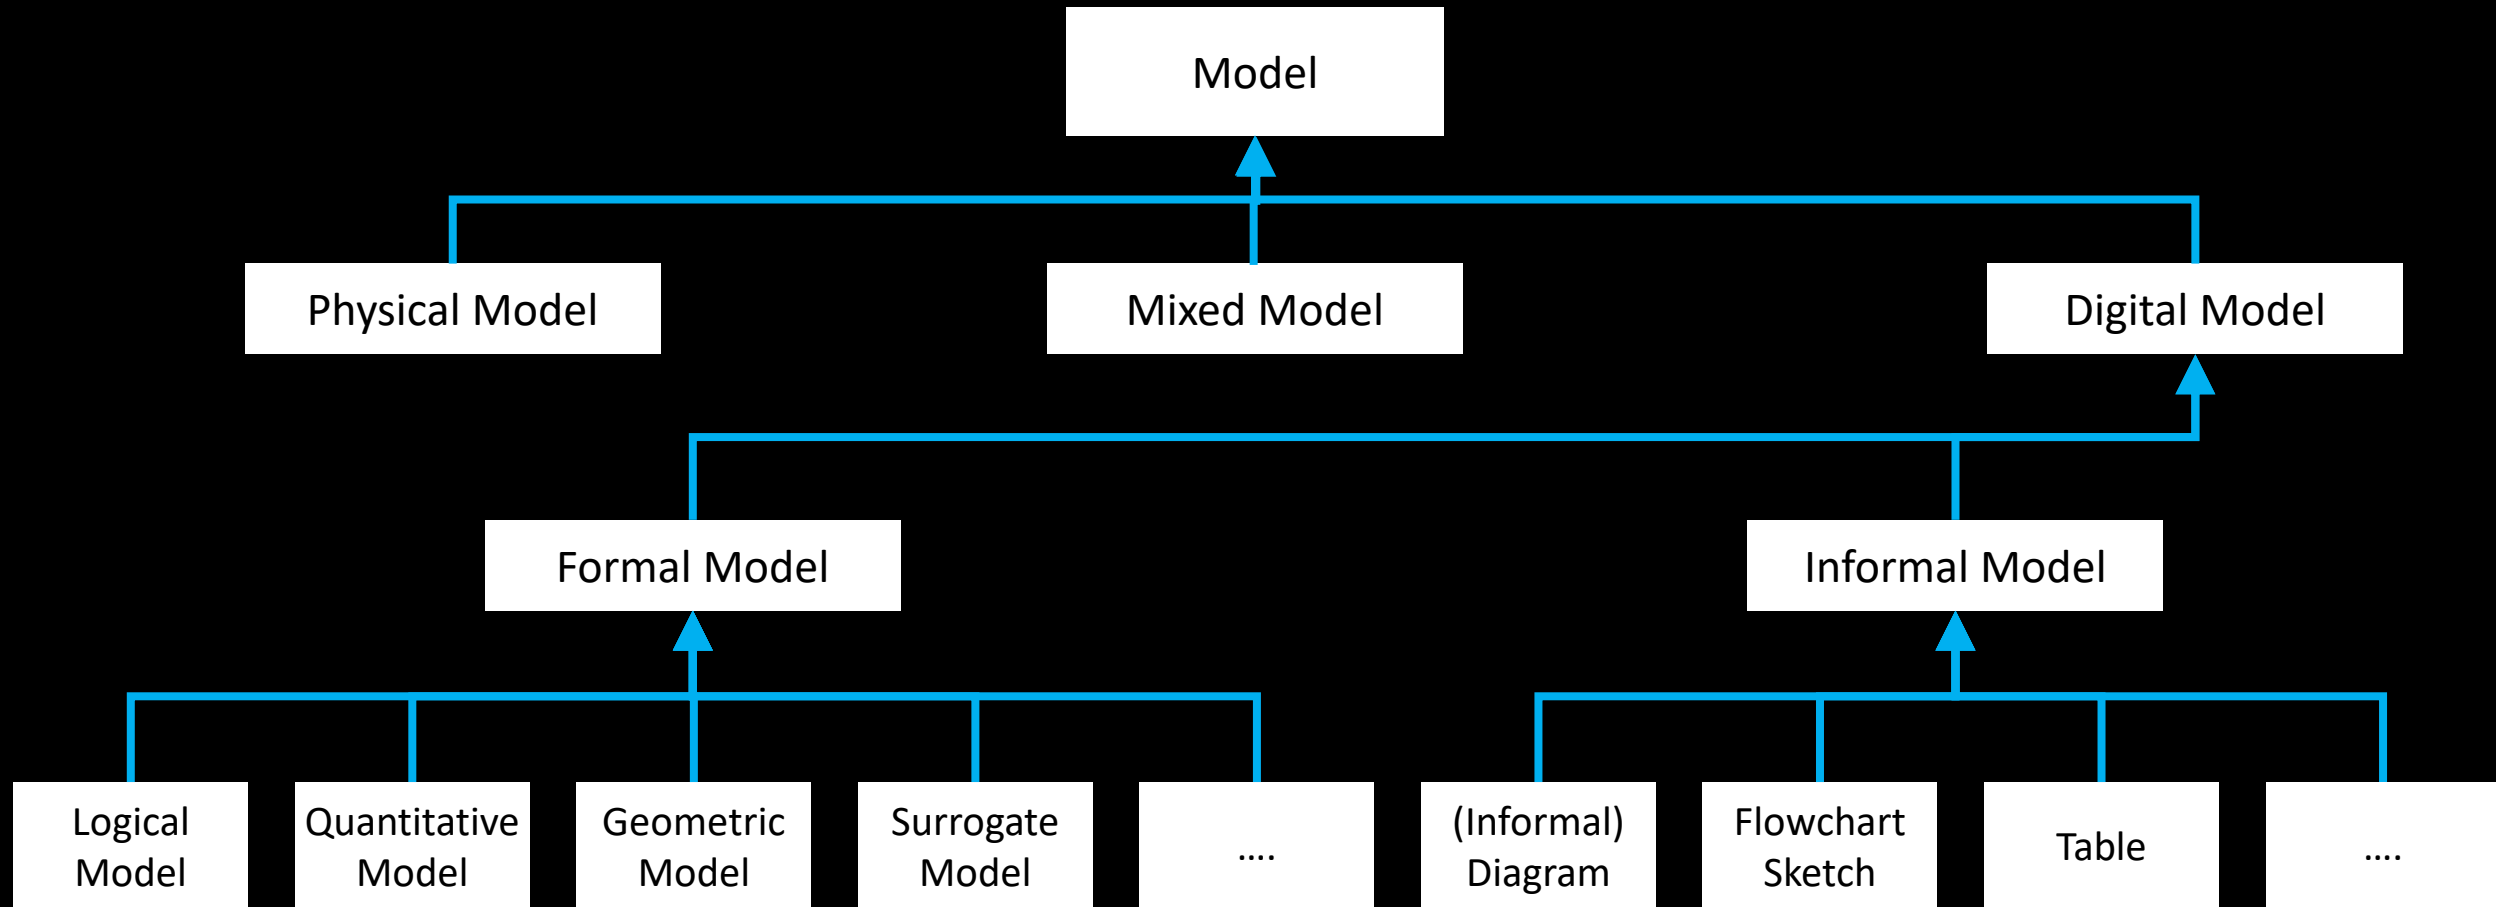 Model
Physical Model
Mixed Model
Digital Model
Formal Model
Informal Model
Logical
Model
Quantitative
Model
Geometric
Model
Surrogate
Model
....
(Informal)
Diagram
Flowchart
Sketch
Table
....